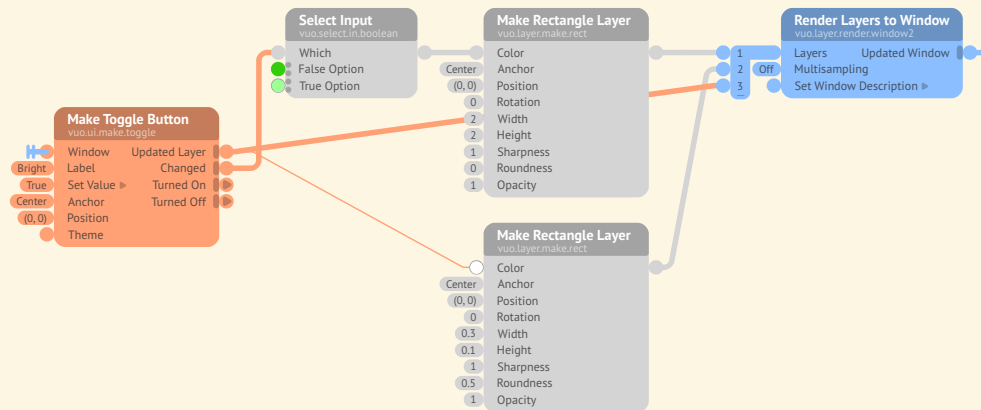 Select Input
vuo.select.in.boolean
Which
False Option
True Option
Make Rectangle Layer
vuo.layer.make.rect
Color
Center Anchor
(0, 0) Position
0 Rotation
2 Width
2 Height
1 Sharpness
0 Roundness
1 Opacity
Render Layers to Window
vuo.layer.render.window2
1 Layers Updated Window
2 Off Multisampling
3 Set Window Description
Make Toggle Button
vuo.ui.make.toggle
Window Updated Layer
Bright Label Changed
True Set Value Turned On
Center Anchor Turned Off
(0, 0) Position
Theme
Make Rectangle Layer
vuo.layer.make.rect
Color
Center Anchor
(0, 0) Position
0 Rotation
0.3 Width
0.1 Height
1 Sharpness
0.5 Roundness
1 Opacity